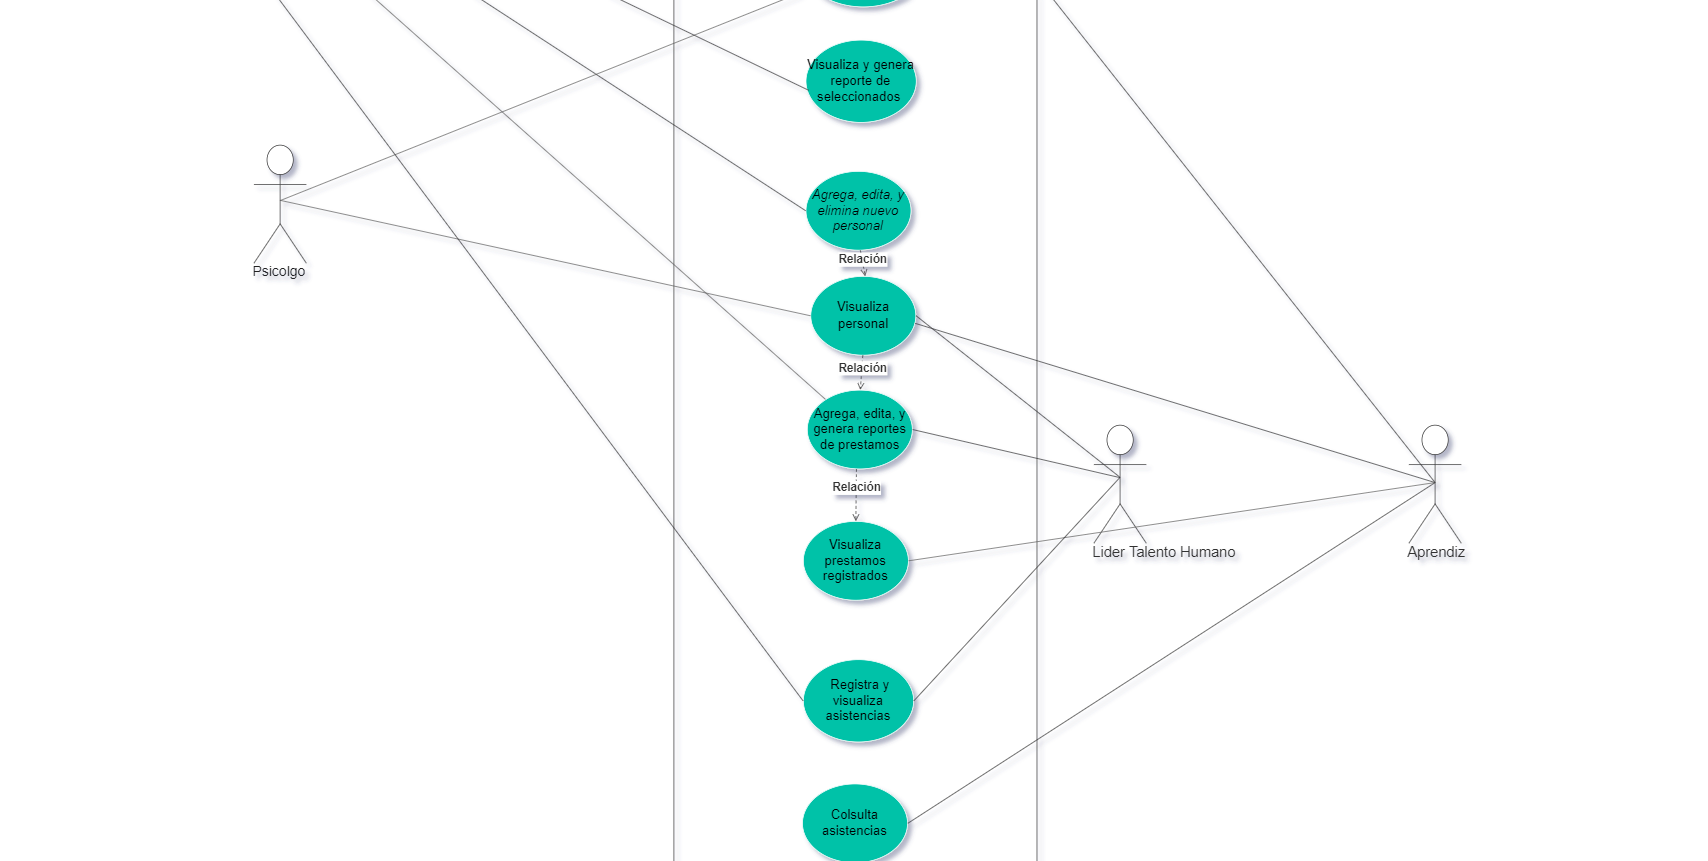 Visualiza y genera
reporte de
seleccionados
Agrega, edita, y
elimina nuevo
personal
Relación
Psicolgo
Visualiza
personal
Relación
Agrega, edita, y
genera reportes
de prestamos
Relación
Visualiza
prestamos
registrados
Lider Talento Humano
Aprendiz
Registra y
visualiza
asistencias
Colsulta
asistencias